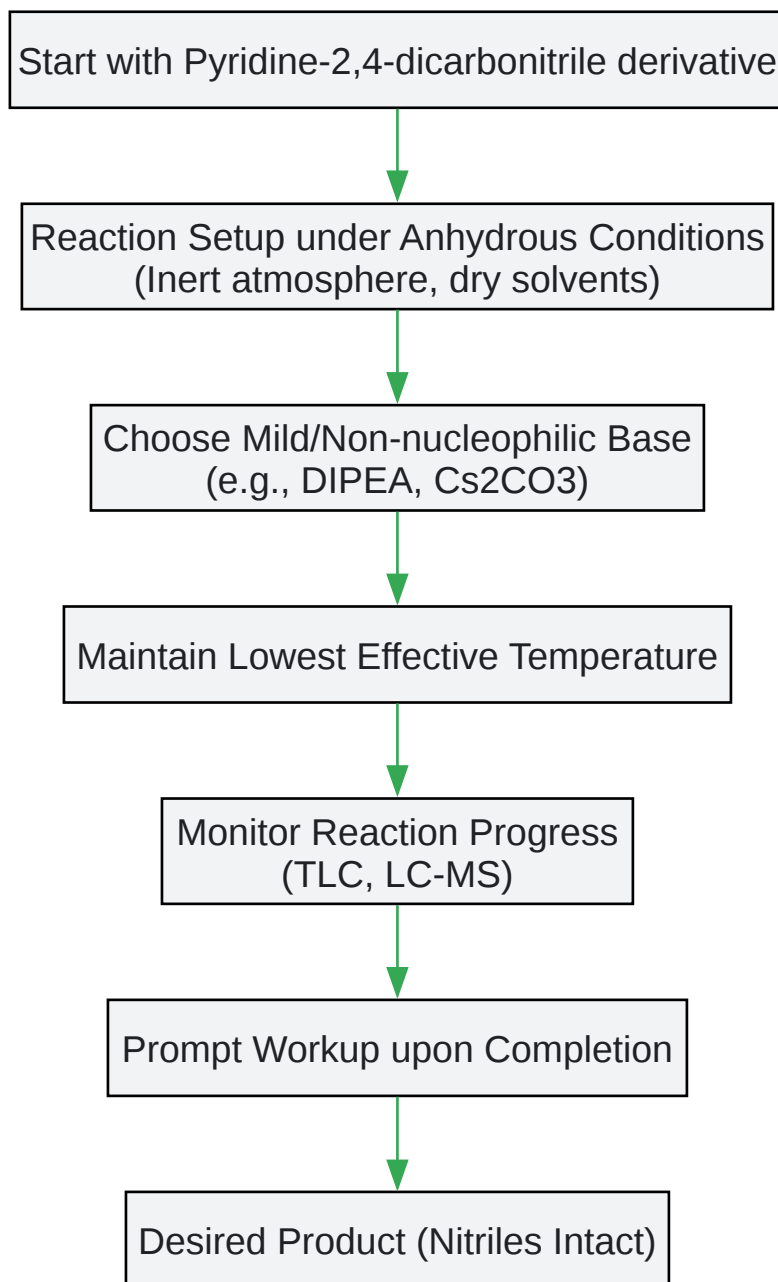 Start with Pyridine-2,4-dicarbonitrile derivative
Reaction Setup under Anhydrous Conditions
(Inert atmosphere, dry solvents)
Choose Mild/Non-nucleophilic Base
(e.g., DIPEA, Cs2CO3)
Maintain Lowest Effective Temperature
Monitor Reaction Progress
(TLC, LC-MS)
Prompt Workup upon Completion
Desired Product (Nitriles Intact)